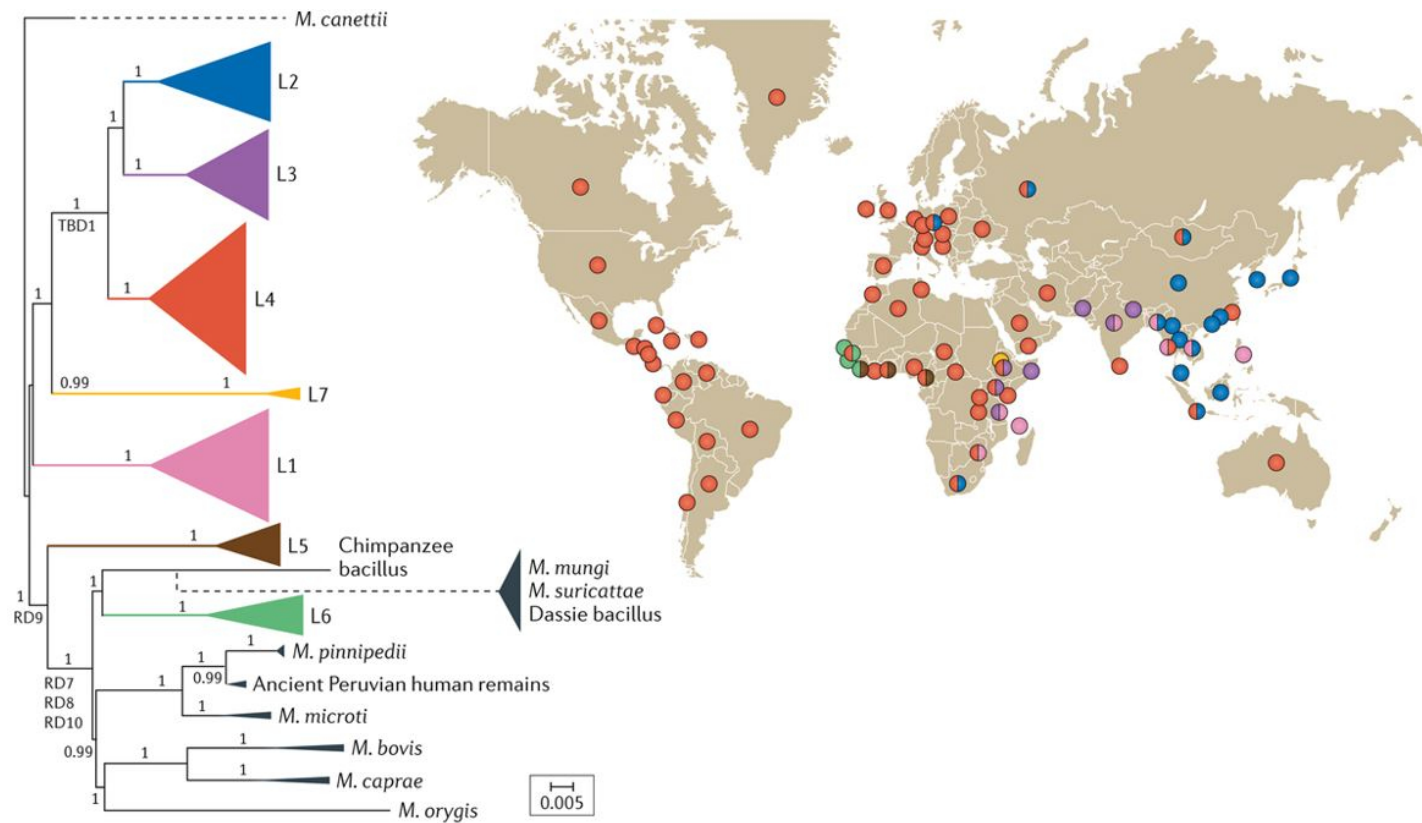 M. canettii
1
L2
1
1
L3
1
TBD1
1
L4
1
0.99
1
L7
1
L1
1
L5
Chimpanzee
bacillus
M. mungi
M. suricattae
Dassie bacillus
1
1
RD9
1
L6
1
M. pinnipedii
1
1
0.99
Ancient Peruvian human remains
RD7
RD8
RD10
1
1
M. microti
0.99
1
1
M. bovis
1
M. caprae
1
M. orygis
0.005